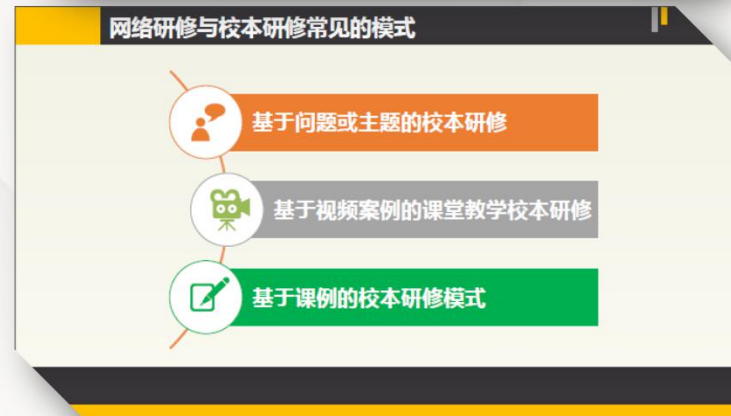 网络研修与校本研修常见的模式
基于问题或主题的校本研修
基于视频案例的课堂教学校本研修
基于课例的校本研修模式